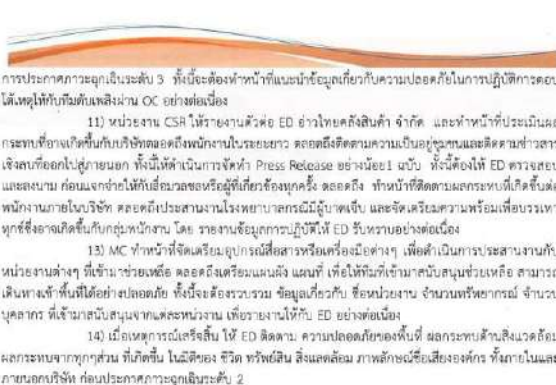 การประกาศภาวะฉุกเฉินระดับ 3 ทั้งนี้จะต้องทำหน้าที่แนะนำข้อมูลเกี่ยวกับความปลอดภัยในการปฏิบัติการตอบ
โต้เหตุให้กับทีมดับเพลิงผ่าน OC อย่างต่อเนื่อง
11) หน่วยงาน CSR ให้รายงานตัวต่อ ED อ่าวไทยคลังสินค้า จำกัด และทำหน้าที่ประเมินผล
กระทบที่อาจเกิดขึ้นกับบริษัทตลอดถึงพนักงานในระยะยาว ตลอดถึงติดตามความเป็นอยู่ชุมชนและติดตามข่าวสาร
เชิงลบที่ออกไปสู่ภายนอก ทั้งนี้ให้ดำเนินการจัดทำ Press Release อย่างน้อย1 ฉบับ ทั้งนี้ต้องให้ ED ตรวจสอบ
และลงนาม ก่อนแจกจ่ายให้กับสื่อมวลชลหรือผู้ที่เกี่ยวข้องทุกครั้ง ตลอดถึง ทำหน้าที่ติดตามผลกระทบที่เกิดขึ้นต่อ
พนักงานภายในบริษัท ตลอดถึงประสานงานโรงพยาบาลกรณีมีผู้บาดเจ็บ และจัดเตรียมความพร้อมเพื่อบรรเทา
ทุกข์ซึ่งอาจเกิดขึ้นกับกลุ่มพนักงาน โดย รายงานข้อมูลการปฏิบัติให้ ED รับทราบอย่างต่อเนื่อง
13) MC ทำหน้าที่จัดเตรียมอุปกรณ์สื่อสารหรือเครื่องมือต่างๆ เพื่อดำเนินการประสานงานกับ
หน่วยงานต่างๆ ที่เข้ามาช่วยเหลือ ตลอดถึงเตรียมแผนผัง แผนที่ เพื่อให้ทีมที่เข้ามาสนับสนุนช่วยเหลือ สามารถ
เดินทางเข้าพื้นที่ได้อย่างปลอดภัย ทั้งนี้จะต้องรวบรวม ข้อมูลเกี่ยวกับ ชื่อหน่วยงาน จำนวนทรัพยากรณ์ จำนวน
บุคลากร ที่เข้ามาสนับสนุนจากแต่ละหน่วงาน เพื่อรายงานให้กับ ED อย่างต่อเนื่อง
14) เมื่อเหตุการณ์เสร็จสิ้น ให้ ED ติดตาม ความปลอดภัยของพื้นที่ ผลกระทบด้านสิ่งแวดล้อม
ผลกระทบจากทุกๆส่วน ที่เกิดขึ้น ในมิติของ ชีวิต ทรัพย์สิน สิ่งแวดล้อม ภาพลักษณ์ชื่อเสียงองค์กร ทั้งภายในและ
ภายนอกบริษัท ก่อนประกาศภาวะฉุกเฉินระดับ 2